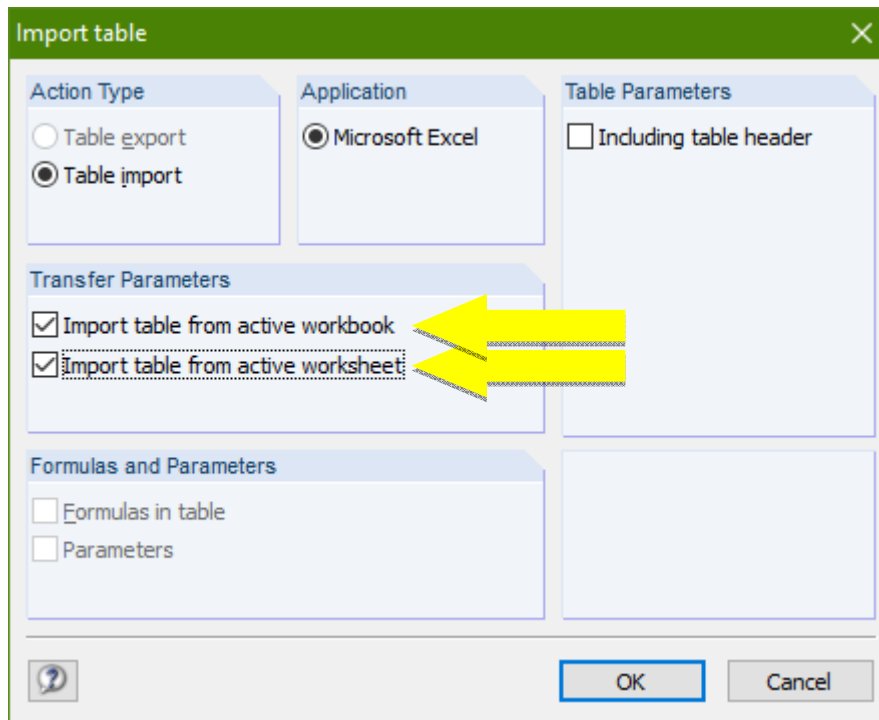 Import table
Action Type
Table export
Table import
Application
Microsoft Excel
Table Parameters
Including table header
Transfer Parameters
Import table from active workbook
Import table from active worksheet
Formulas and Parameters
Formulas in table
Parameters
OK
Cancel